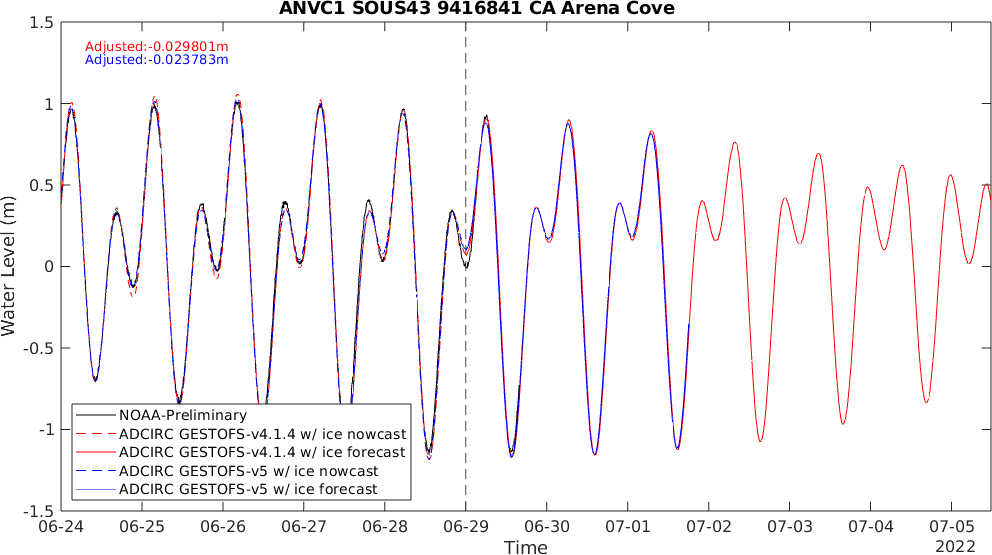 ANVC1 SOUS43 9416841 CA Arena Cove
Adjusted:-0.029801m
Adjusted:-0.023783m
Water Level (m)
1.5
1
0.5
0
-0.5
-1
-1.5
NOAA-Preliminary
ADCIRC GESTOFS-v4.1.4 w/ ice nowcast
ADCIRC GESTOFS-v4.1.4 w/ ice forecast
ADCIRC GESTOFS-v5 w/ ice nowcast
ADCIRC GESTOFS-v5 w/ ice forecast
06-24 06-25 06-26 06-27 06-28 06-29 06-30 07-01 07-02 07-03 07-04 07-05
Time
2022